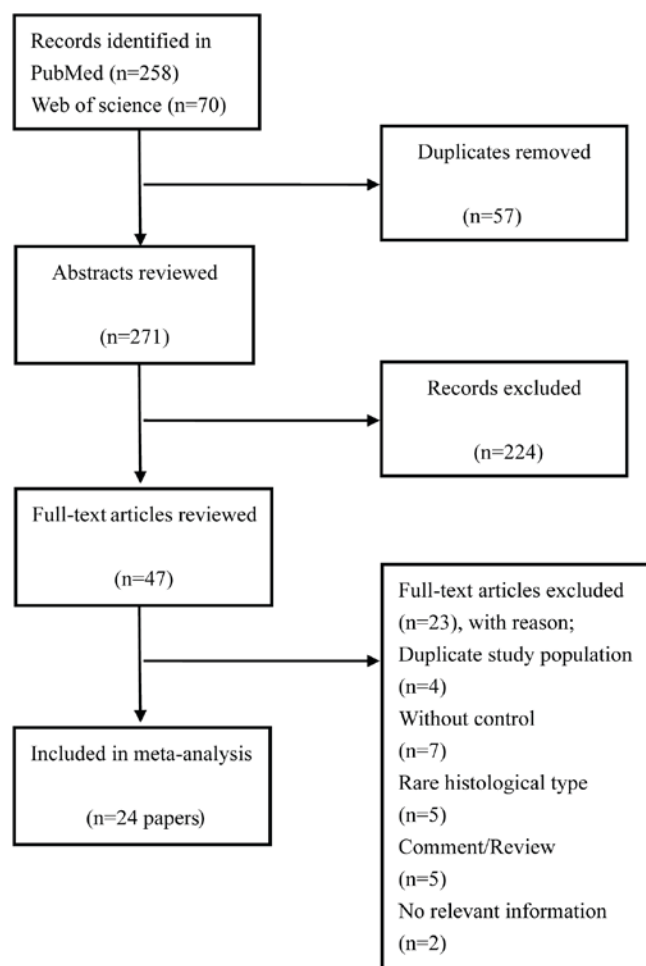 Records identified in
PubMed (n=258)
Web of science (n=70)
Duplicates removed
(n=57)
Abstracts reviewed
(n=271)
Records excluded
(n=224)
Full-text articles reviewed
(n=47)
Full-text articles excluded
(n=23), with reason;
Duplicate study population
(n=4)
Without control
(n=7)
Rare histological type
(n=5)
Comment/Review
(n=5)
No relevant information
(n=2)
Included in meta-analysis
(n=24 papers)